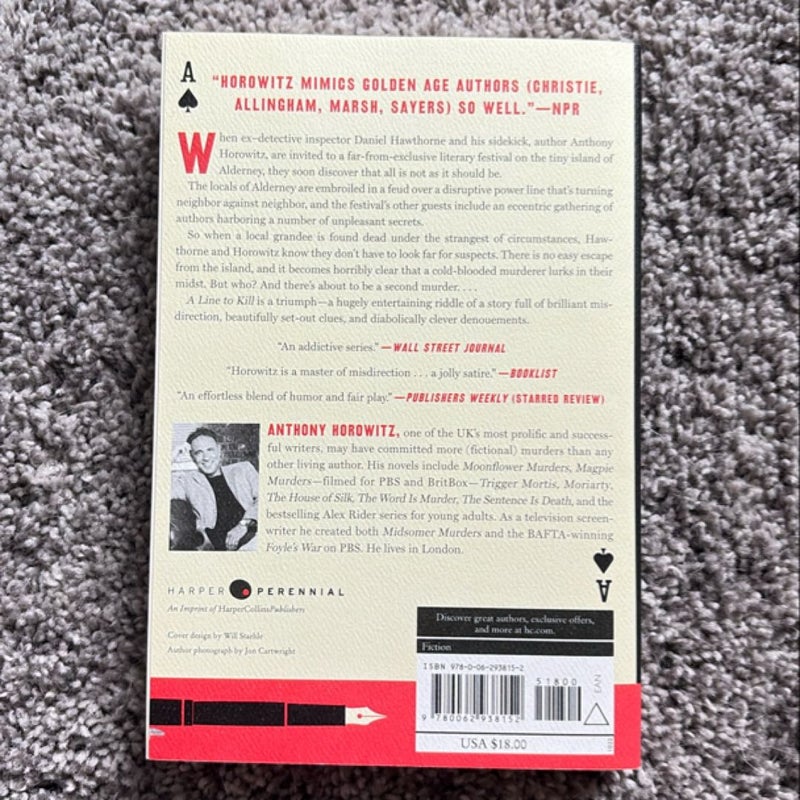 A
"HOROWITZ MIMICS GOLDEN AGE AUTHORS (CHRISTIE,
ALLINGHAM, MARSH, SAYERS) SO WELL."—NPR
When ex–detective inspector Daniel Hawthorne and his sidekick, author Anthony
Horowitz, are invited to a far-from-exclusive literary festival on the tiny island of
Alderney, they soon discover that all is not as it should be.
The locals of Alderney are embroiled in a feud over a disruptive power line that's turning
neighbor against neighbor, and the festival's other guests include an eccentric gathering of
authors harboring a number of unpleasant secrets.
So when a local grandee is found dead under the strangest of circumstances, Haw-
thorne and Horowitz know they don't have to look far for suspects. There is no easy escape
from the island, and it becomes horribly clear that a cold-blooded murderer lurks in their
midst. But who? And there's about to be a second murder. . . .
A Line to Kill is a triumph—a hugely entertaining riddle of a story full of brilliant mis-
direction, beautifully set-out clues, and diabolically clever denouements.
"An addictive series."—WALL STREET JOURNAL
"Horowitz is a master of misdirection . . . a jolly satire."—BOOKLIST
"An effortless blend of humor and fair play."—PUBLISHERS WEEKLY (STARRED REVIEW)
ANTHONY HOROWITZ, one of the UK's most prolific and success-
ful writers, may have committed more (fictional) murders than any
other living author. His novels include Moonflower Murders, Magpie
Murders—filmed for PBS and BritBox—Trigger Mortis, Moriarty,
The House of Silk, The Word Is Murder, The Sentence Is Death, and the
bestselling Alex Rider series for young adults. As a television screen-
writer he created both Midsomer Murders and the BAFTA-winning
Foyle's War on PBS. He lives in London.
A
HARPER PERENNIAL
An Imprint of HarperCollinsPublishers
Cover design by Will Staehle
Author photograph by Jon Cartwright
Discover great authors, exclusive offers,
and more at hc.com.
Fiction
ISBN 978-0-06-293815-2
51800
EAN
9 780062 938152
USA $18.00